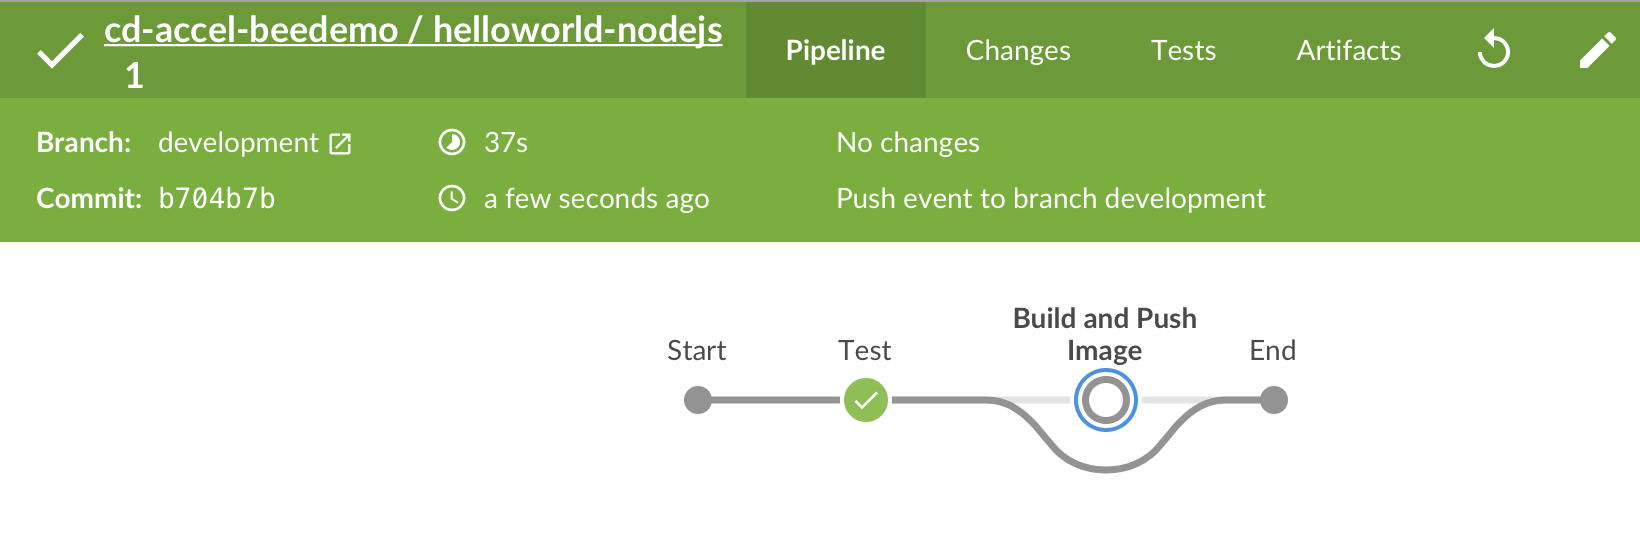 cd-accel-beedemo / helloworld-nodejs
1
Pipeline
Changes
Tests
Artifacts
Branch: development
37s
No changes
Commit: b704b7b
a few seconds ago
Push event to branch development
Build and Push
Start Test Image End